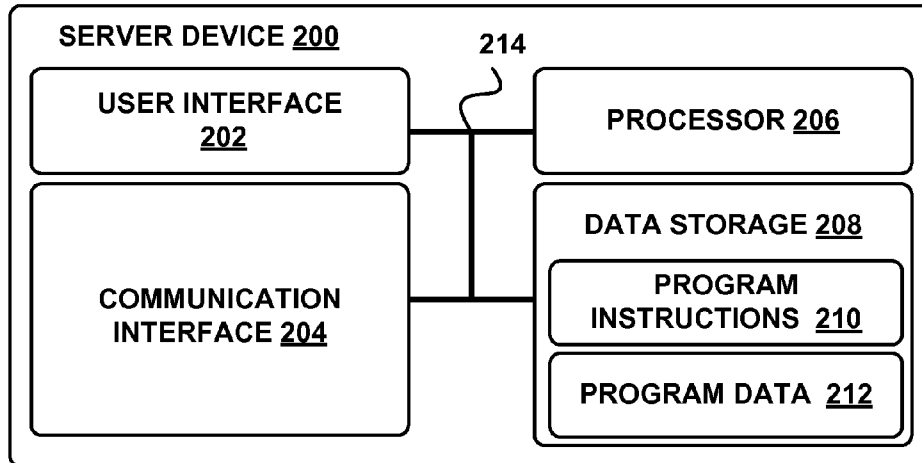 SERVER DEVICE 200
214
USER INTERFACE
202
PROCESSOR 206
COMMUNICATION
INTERFACE 204
DATA STORAGE 208
PROGRAM
INSTRUCTIONS 210
PROGRAM DATA 212